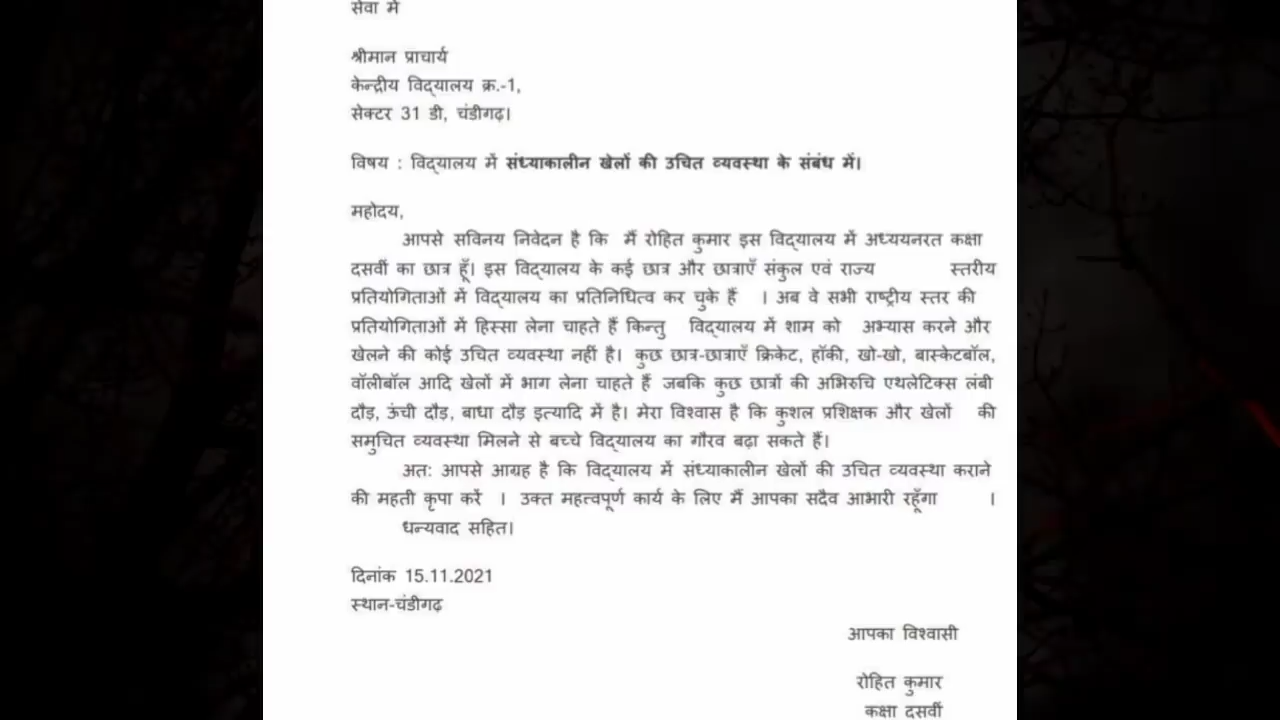 सेवा में
श्रीमान प्राचार्य
केन्द्रीय विद्यालय क्र.-1,
सेक्टर 31 डी, चंडीगढ़।
विषय : विद्यालय में संध्याकालीन खेलों की उचित व्यवस्था के संबंध में।
महोदय,
आपसे सविनय निवेदन है कि मैं रोहित कुमार इस विद्यालय में अध्ययनरत कक्षा
दसवीं का छात्र हूँ। इस विद्यालय के कई छात्र और छात्राएँ संकुल एवं राज्य स्तरीय
प्रतियोगिताओं में विद्यालय का प्रतिनिधित्व कर चुके हैं । अब वे सभी राष्ट्रीय स्तर की
प्रतियोगिताओं में हिस्सा लेना चाहते हैं किन्तु विद्यालय में शाम को अभ्यास करने और
खेलने की कोई उचित व्यवस्था नहीं है। कुछ छात्र-छात्राएँ क्रिकेट, हॉकी, खो-खो, बास्केटबॉल,
वॉलीबॉल आदि खेलों में भाग लेना चाहते हैं जबकि कुछ छात्रों की अभिरुचि एथलेटिक्स लंबी
दौड़, ऊंची दौड़, बाधा दौड़ इत्यादि में है। मेरा विश्वास है कि कुशल प्रशिक्षक और खेलों की
समुचित व्यवस्था मिलने से बच्चे विद्यालय का गौरव बढ़ा सकते हैं।
अत: आपसे आग्रह है कि विद्यालय में संध्याकालीन खेलों की उचित व्यवस्था कराने
की महती कृपा करें । उक्त महत्त्वपूर्ण कार्य के लिए मैं आपका सदैव आभारी रहूँगा ।
धन्यवाद सहित।
दिनांक 15.11.2021
स्थान-चंडीगढ़
आपका विश्वासी
रोहित कुमार
कक्षा दसवीं